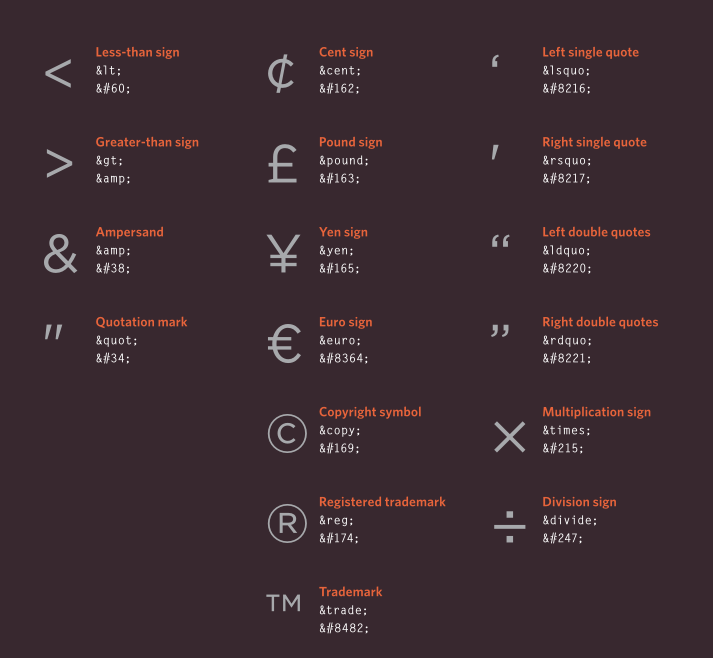 <
Less-than sign
&lt;
&#60;
>
Greater-than sign
&gt;
&amp;
&
Ampersand
&amp;
&#38;
"
Quotation mark
&quot;
&#34;
¢
Cent sign
&cent;
&#162;
£
Pound sign
&pound;
&#163;
¥
Yen sign
&yen;
&#165;
€
Euro sign
&euro;
&#8364;
©
Copyright symbol
&copy;
&#169;
®
Registered trademark
&reg;
&#174;
™
Trademark
&trade;
&#8482;
‘
Left single quote
&lsquo;
&#8216;
'
Right single quote
&rsquo;
&#8217;
“
Left double quotes
&ldquo;
&#8220;
”
Right double quotes
&rdquo;
&#8221;
×
Multiplication sign
&times;
&#215;
÷
Division sign
&divide;
&#247;